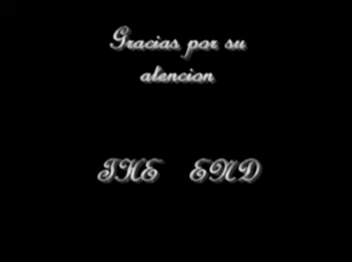 Gracias por su
atencion
THE END